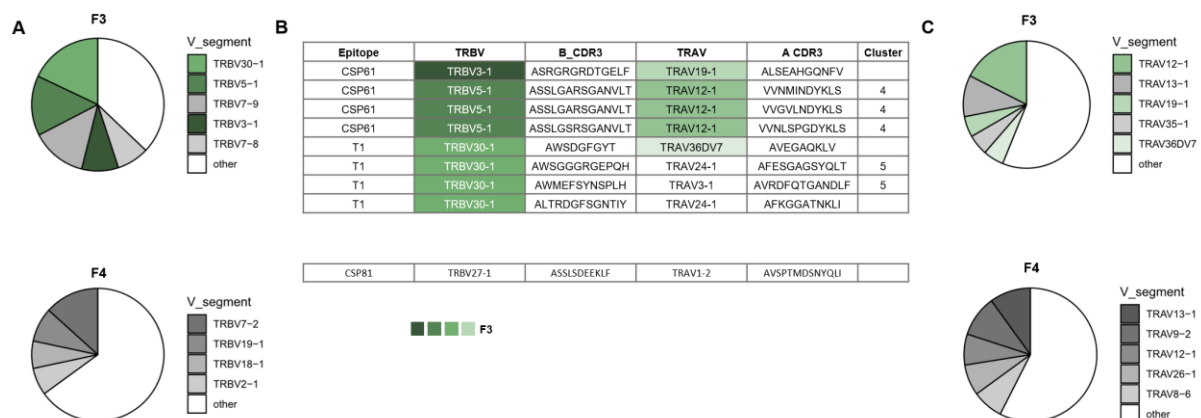 A
F3
V_segment
TRBV30-1
TRBV5-1
TRBV7-9
TRBV3-1
TRBV7-8
other
F4
V_segment
TRBV7-2
TRBV19-1
TRBV18-1
TRBV2-1
other
B
Epitope TRBV B_CDR3 TRAV A CDR3 Cluster
CSP61 TRBV3-1 ASRGRGRDTGELF TRAV19-1 ALSEAHGQNFV
CSP61 TRBV5-1 ASSLGARSGANVLT TRAV12-1 VVNMINDYKLS 4
CSP61 TRBV5-1 ASSLGARSGANVLT TRAV12-1 VVGVLNDYKLS 4
CSP61 TRBV5-1 ASSLGSRSGANVLT TRAV12-1 VVNLSPGDYKLS 4
T1 TRBV30-1 AWSDGFGYT TRAV36DV7 AVEGAQKLV
T1 TRBV30-1 AWSGGGRGEPQH TRAV24-1 AFESGAGSYQLT 5
T1 TRBV30-1 AWMEFSYNSPLH TRAV3-1 AVRDFQTGANDLF 5
T1 TRBV30-1 ALTRDGFSGNTIY TRAV24-1 AFKGGATNKLI
CSP81 TRBV27-1 ASSLSDEEKLF TRAV1-2 AVSPTMDSNYQLI
F3
C
F3
V_segment
TRAV12-1
TRAV13-1
TRAV19-1
TRAV35-1
TRAV36DV7
other
F4
V_segment
TRAV13-1
TRAV9-2
TRAV12-1
TRAV26-1
TRAV8-6
other